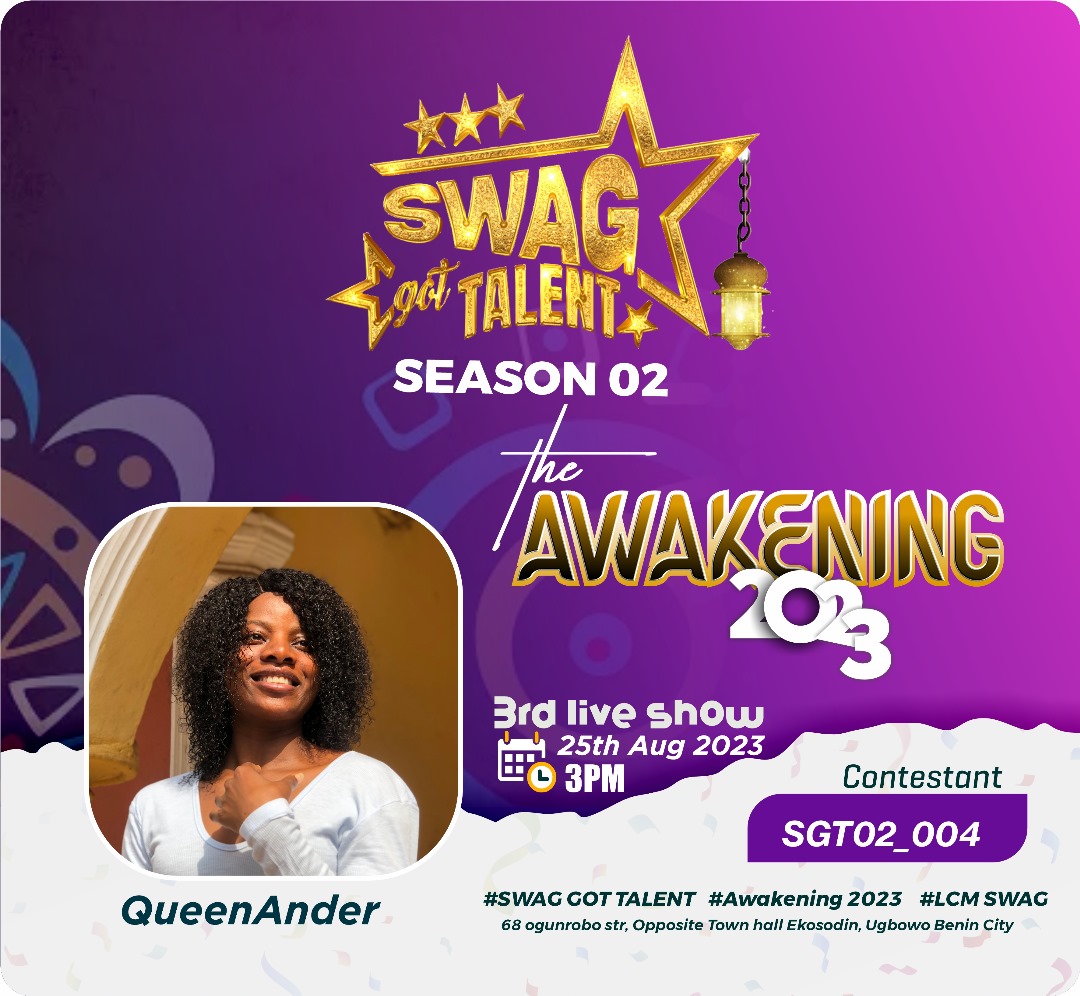 SWAG
got TALENT
SEASON 02
the
AWAKENING
2023
3rd live show
25th Aug 2023
3PM
Contestant
SGT02_004
QueenAnder
#SWAG GOT TALENT #Awakening 2023 #LCM SWAG
68 ogunrobo str, Opposite Town hall Ekosodin, Ugbowo Benin City